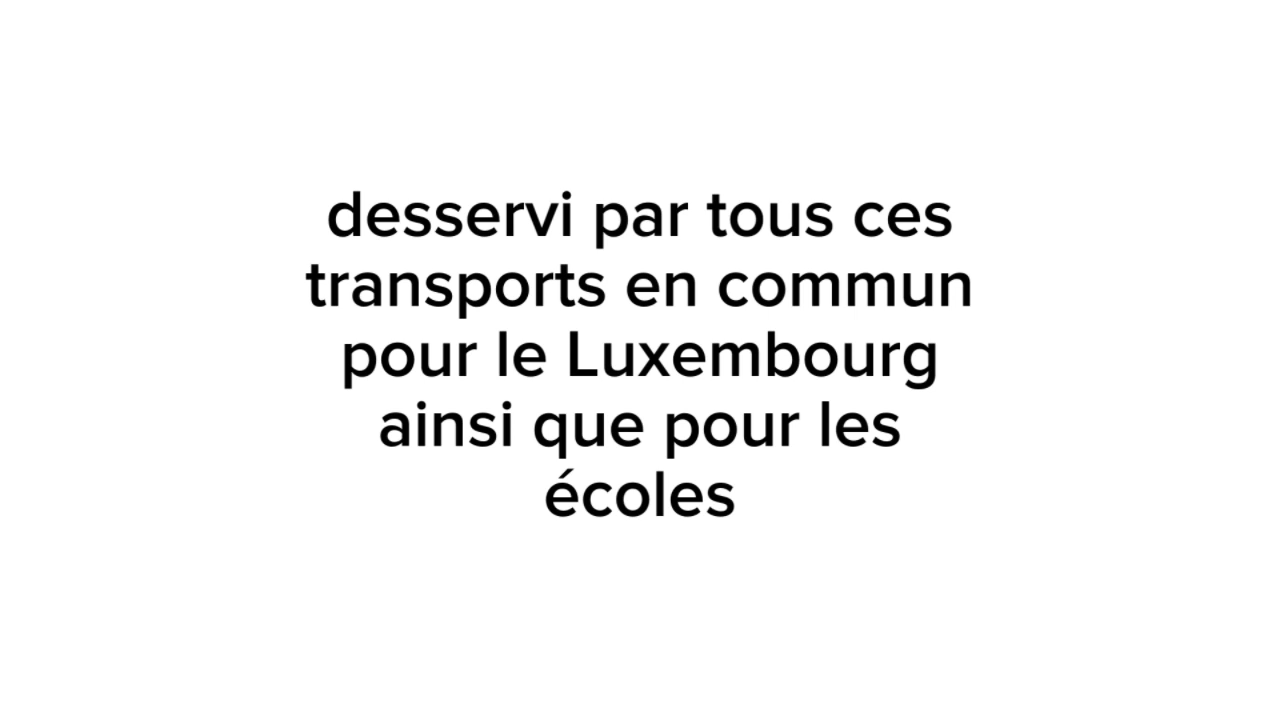 desservi par tous ces
transports en commun
pour le Luxembourg
ainsi que pour les
écoles